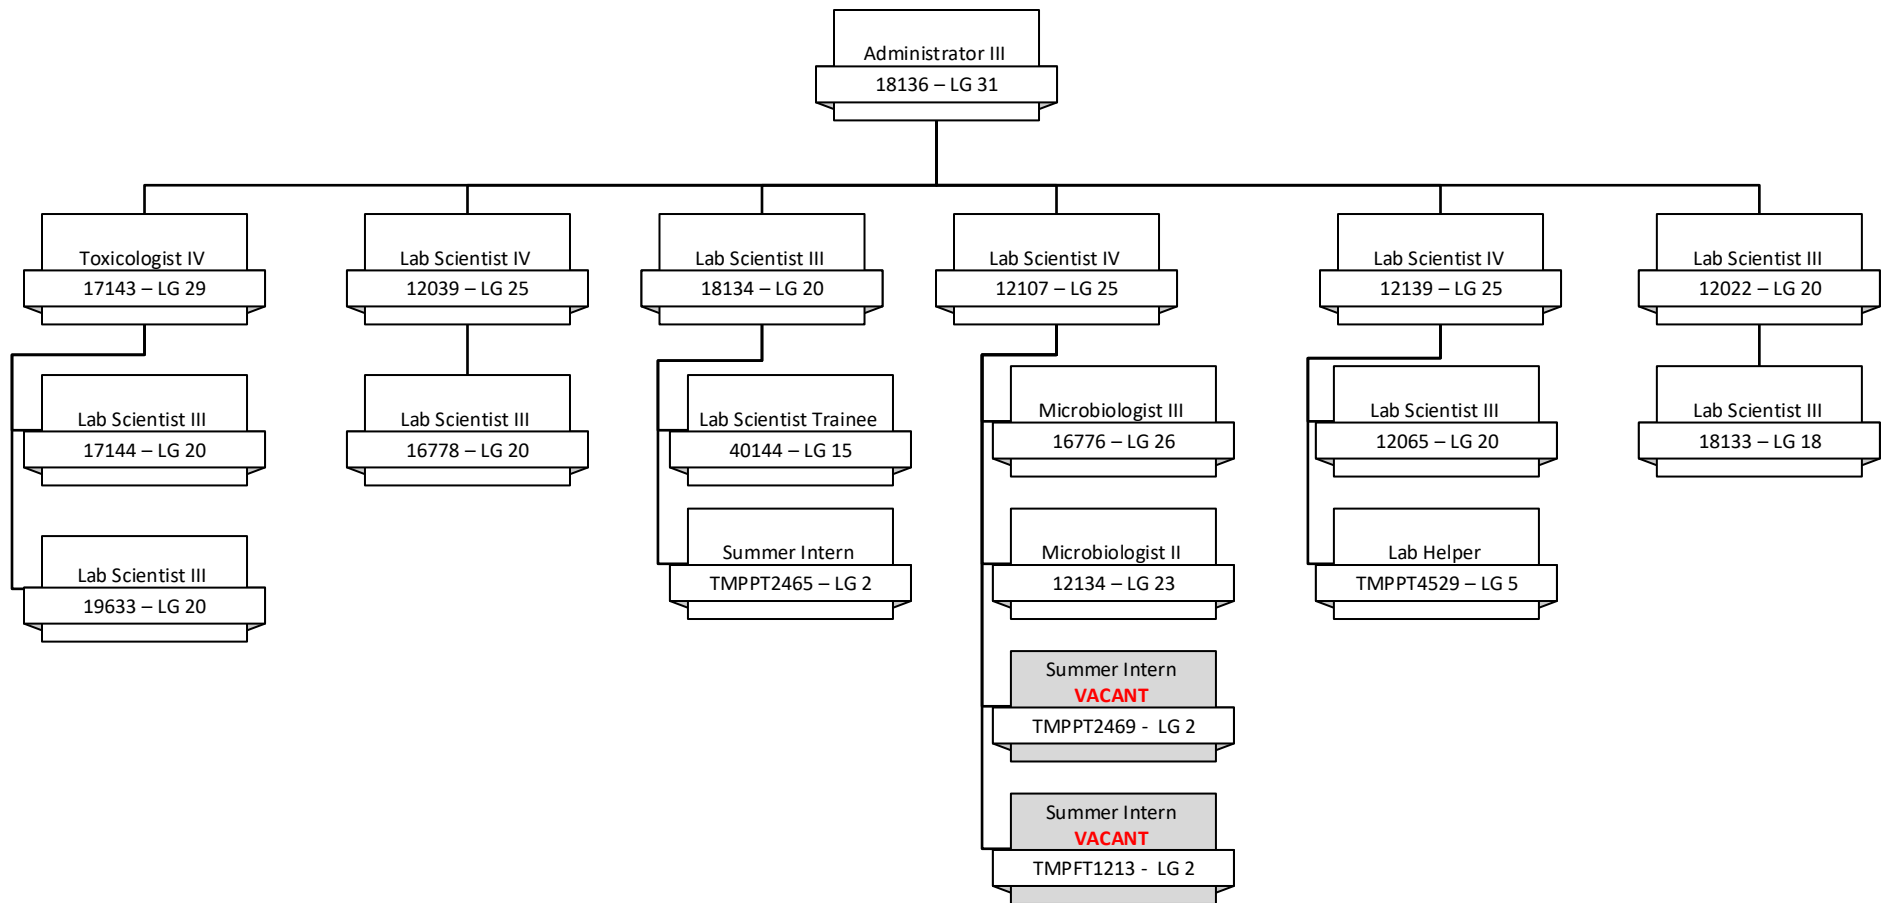 Administrator III
18136 – LG 31
Toxicologist IV
17143 – LG 29
Lab Scientist IV
12039 – LG 25
Lab Scientist III
18134 – LG 20
Lab Scientist IV
12107 – LG 25
Lab Scientist IV
12139 – LG 25
Lab Scientist III
12022 – LG 20
Lab Scientist III
17144 – LG 20
Lab Scientist III
16778 – LG 20
Lab Scientist Trainee
40144 – LG 15
Microbiologist III
16776 – LG 26
Lab Scientist III
12065 – LG 20
Lab Scientist III
18133 – LG 18
Lab Scientist III
19633 – LG 20
Summer Intern
TMPPT2465 – LG 2
Microbiologist II
12134 – LG 23
Lab Helper
TMPPT4529 – LG 5
Summer Intern
VACANT
TMPPT2469 -  LG 2
Summer Intern
VACANT
TMPFT1213 -  LG 2